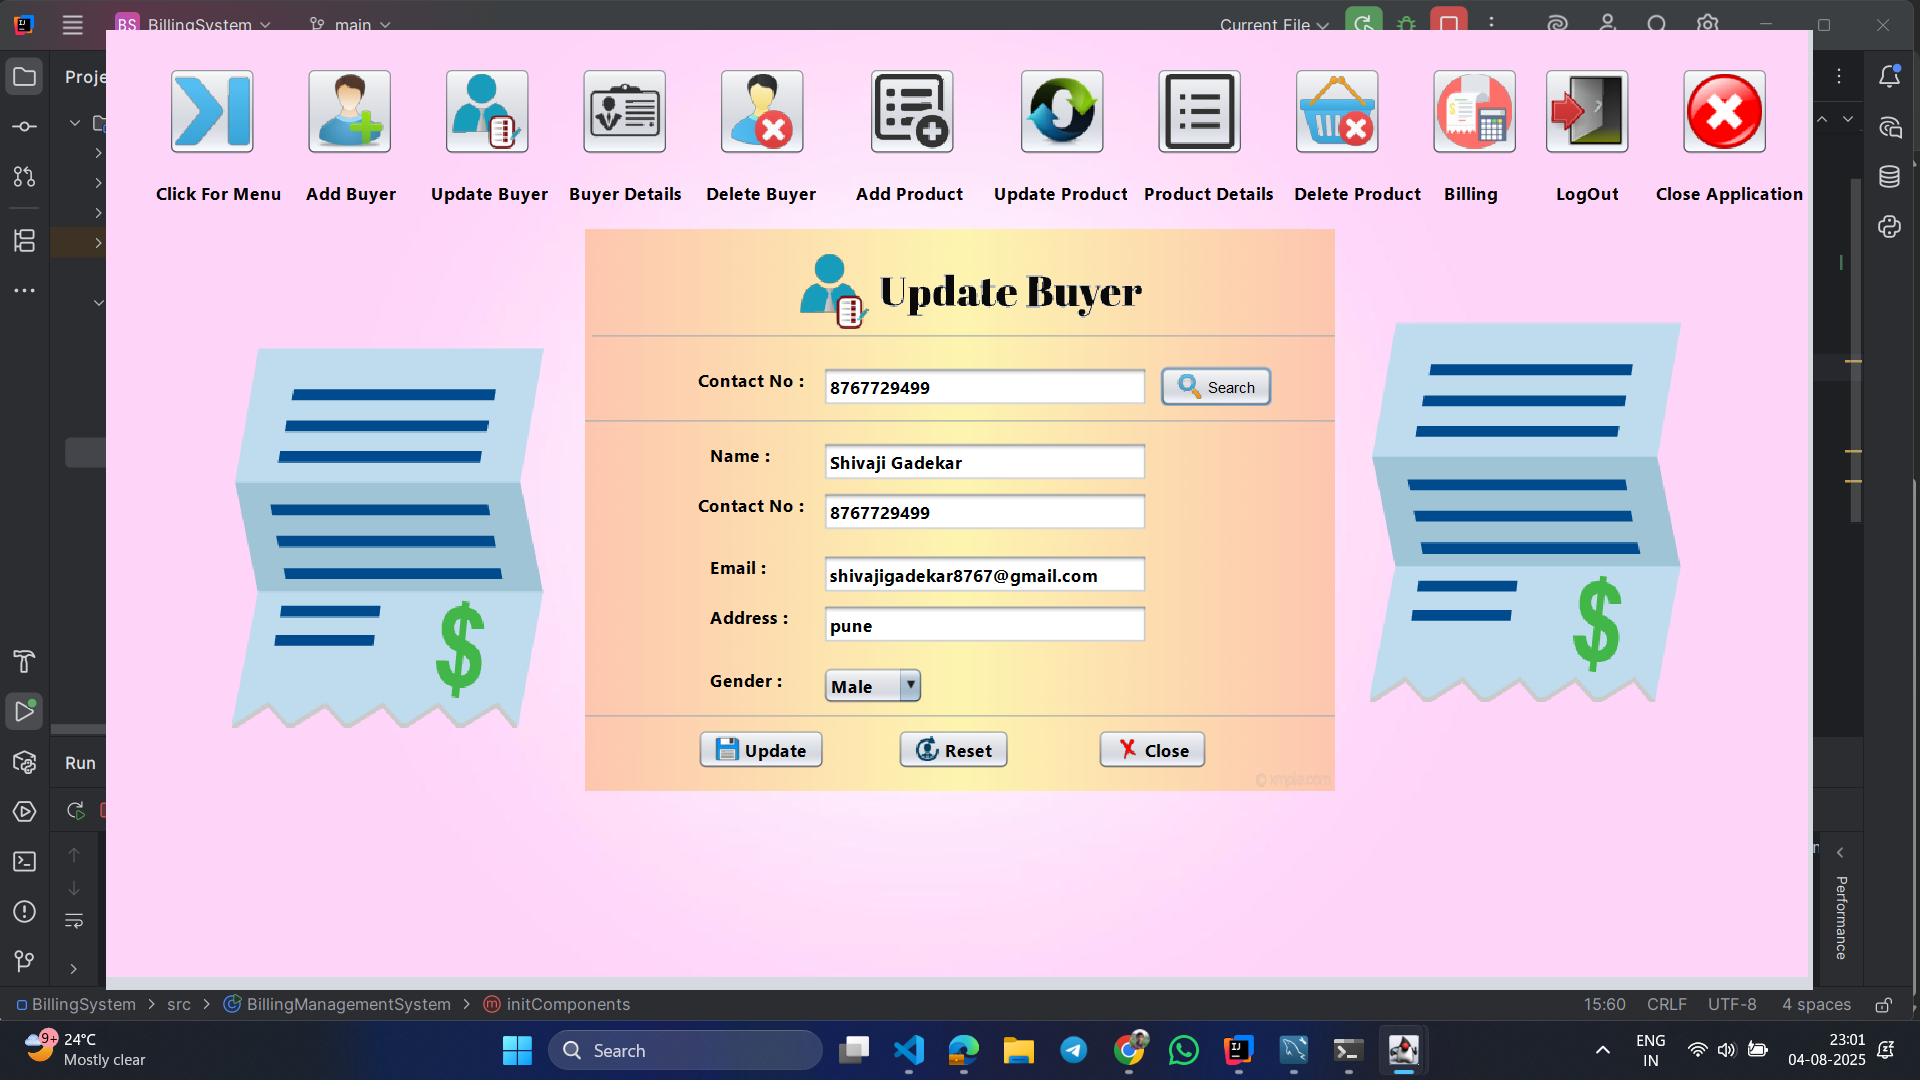 BS BillingSystem main Current File
Proje
Click For Menu Add Buyer Update Buyer Buyer Details Delete Buyer Add Product Update Product Product Details Delete Product Billing LogOut Close Application
Update Buyer
Contact No : 8767729499 Search
Name : Shivaji Gadekar
Contact No : 8767729499
Email : shivajigadekar8767@gmail.com
Address : pune
Gender : Male
Update Reset Close
© xmple.com
Run
Performance
BillingSystem > src > BillingManagementSystem > initComponents 15:60 CRLF UTF-8 4 spaces
9+ 24°C
Mostly clear
Search
ENG
IN
23:01
04-08-2025